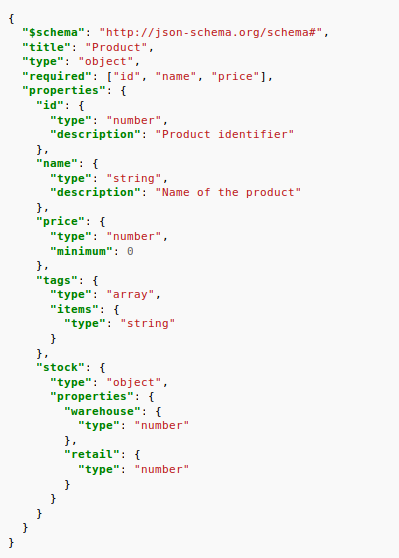 {
  "$schema": "http://json-schema.org/schema#",
  "title": "Product",
  "type": "object",
  "required": ["id", "name", "price"],
  "properties": {
    "id": {
      "type": "number",
      "description": "Product identifier"
    },
    "name": {
      "type": "string",
      "description": "Name of the product"
    },
    "price": {
      "type": "number",
      "minimum": 0
    },
    "tags": {
      "type": "array",
      "items": {
        "type": "string"
      }
    },
    "stock": {
      "type": "object",
      "properties": {
        "warehouse": {
          "type": "number"
        },
        "retail": {
          "type": "number"
        }
      }
    }
  }
}